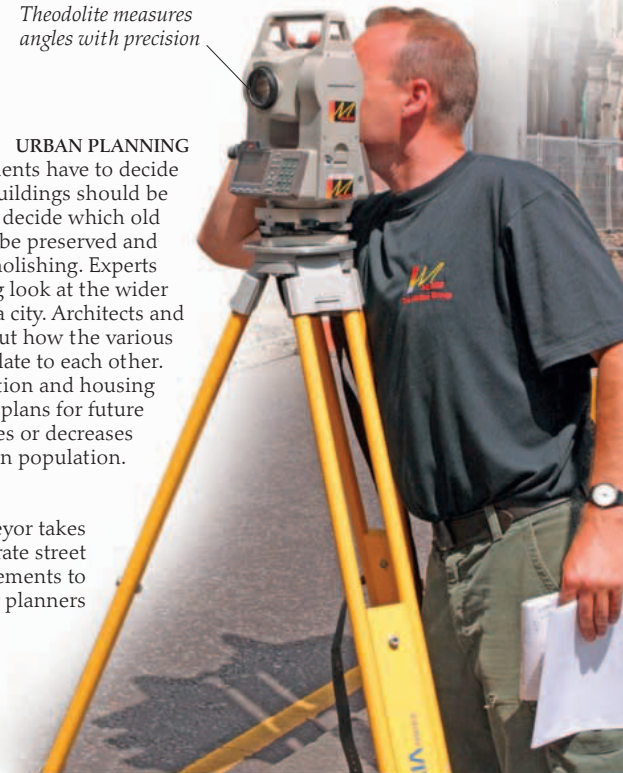 Theodolite measures
angles with precision
URBAN PLANNING
have to decide
uildings should be
decide which old
be preserved and
Experts
look at the wider
a city. Architects and
ut how the various
late to each other.
tion and housing
plans for future
es or decreases
n population.
takes
rate street
ements to
planners
M
M
M